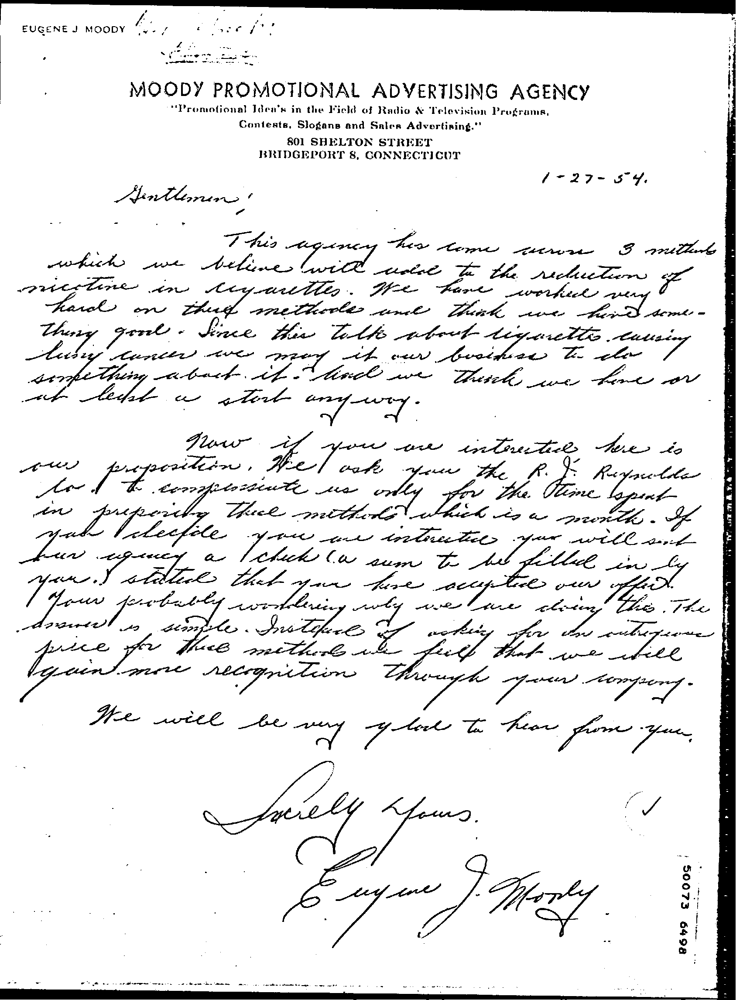 EUGENE J MOODY
MOODY PROMOTIONAL ADVERTISING AGENCY
"Promotional Idea's in the Field of Radio & Television Programs,
Contests, Slogans and Sales Advertising."
801 SHELTON STREET
BRIDGEPORT 8, CONNECTICUT
1-27-54.
Gentlemen!
This agency has come across 3 methods
which we believe will add to the reduction of
nicotine in cigarettes. We have worked very
hard on these methods and think we have some-
thing good. Since this talk about cigarettes causing
lung cancer we may it our business to do
something about it. And we think we have or
at least a start anyway.
Now if you are interested here is
our proposition. We ask you the R. J. Reynolds
Co. to compensate us only for the time spent
in preparing these methods which is a month. If
you decide you are interested you will send
our agency a check (a sum to be filled in by
you.) stated that you have accepted our offer.
Your probably wondering why we are doing this. The
answer is simple. Instead of asking for an outrageous
price for these methods we feel that we will
gain more recognition through your company.
We will be very glad to hear from you.
Sincerely Yours.
Eugene J. Moody
50073 6498